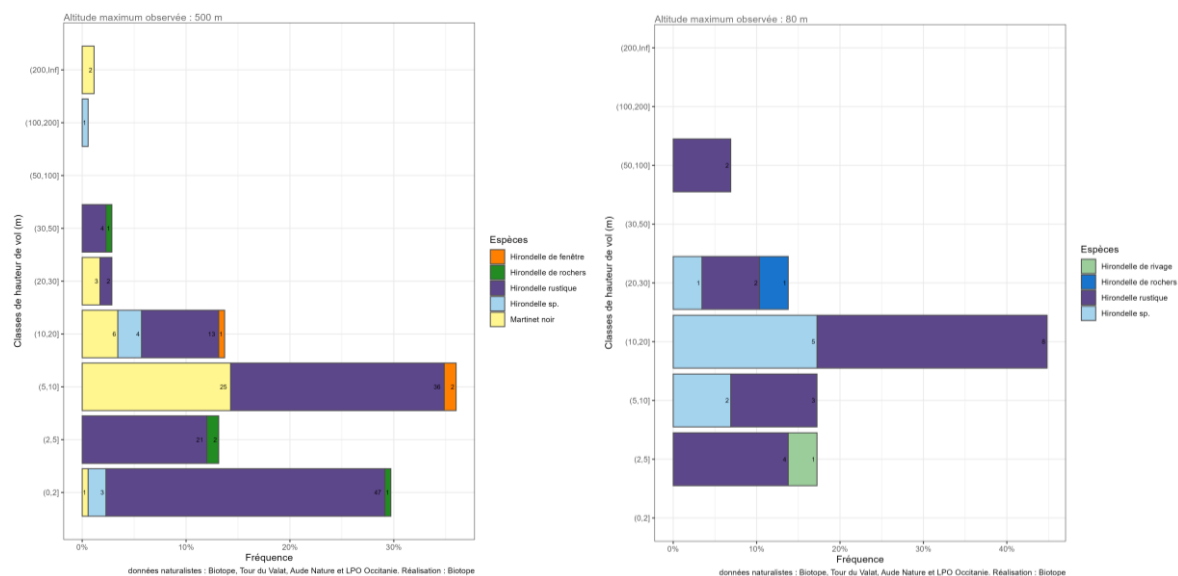 Altitude maximum observée : 500 m
(200,Inf]
2
(100,200]
1
(50,100]
(30,50]
4 1
(20,30]
3 2
(10,20]
6 4 13 1
(5,10]
25 36 2
(2,5]
21 2
(0,2]
1 3 47 1
0% 10% 20% 30%
Fréquence
Classes de hauteur de vol (m)
Espèces
Hirondelle de fenêtre
Hirondelle de rochers
Hirondelle rustique
Hirondelle sp.
Martinet noir
données naturalistes : Biotope, Tour du Valat, Aude Nature et LPO Occitanie. Réalisation : Biotope
Altitude maximum observée : 80 m
(200,Inf]
(100,200]
(50,100]
2
(30,50]
(20,30]
1 2 1
(10,20]
5 8
(5,10]
2 3
(2,5]
4 1
(0,2]
0% 10% 20% 30% 40%
Fréquence
Classes de hauteur de vol (m)
Espèces
Hirondelle de rivage
Hirondelle de rochers
Hirondelle rustique
Hirondelle sp.
données naturalistes : Biotope, Tour du Valat, Aude Nature et LPO Occitanie. Réalisation : Biotope